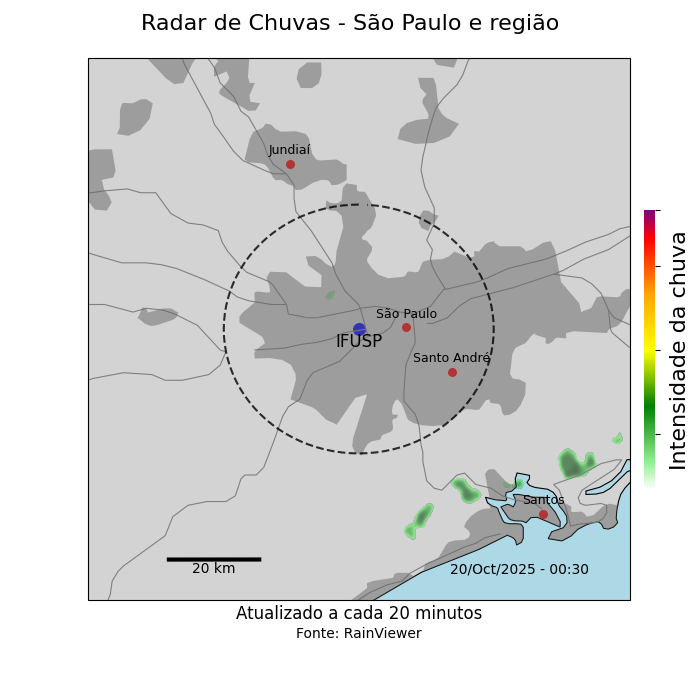 Radar de Chuvas - São Paulo e região
Jundiaí
São Paulo
IFUSP
Santo André
Santos
20 km
20/Oct/2025 - 00:30
Intensidade da chuva
Atualizado a cada 20 minutos
Fonte: RainViewer